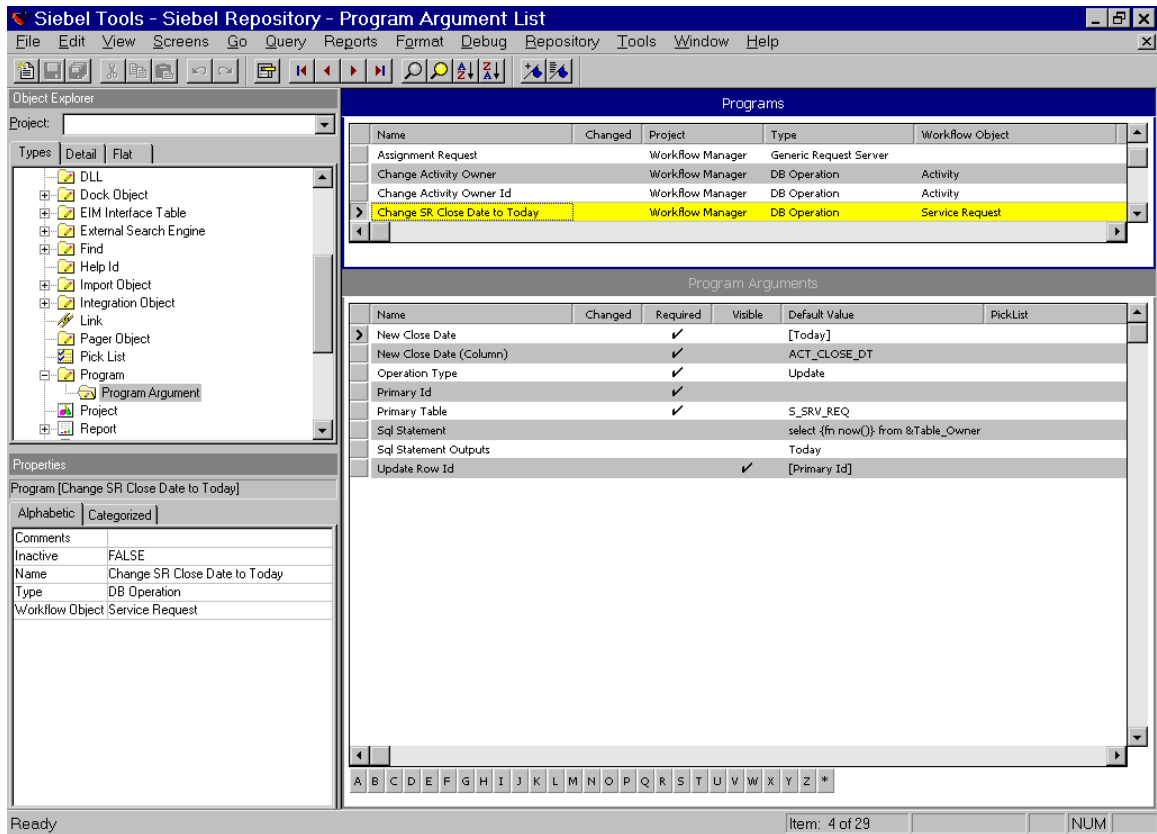 Siebel Tools - Siebel Repository - Program Argument List
File Edit View Screens Go Query Reports Format Debug Repository Tools Window Help
Object Explorer
Project:
Types Detail Flat
DLL
Dock Object
EIM Interface Table
External Search Engine
Find
Help Id
Import Object
Integration Object
Link
Pager Object
Pick List
Program
Program Argument
Project
Report
Properties
Program [Change SR Close Date to Today]
Alphabetic Categorized
Comments
Inactive FALSE
Name Change SR Close Date to Today
Type DB Operation
Workflow Object Service Request
Programs
Name Changed Project Type Workflow Object
Assignment Request Workflow Manager Generic Request Server
Change Activity Owner Workflow Manager DB Operation Activity
Change Activity Owner Id Workflow Manager DB Operation Activity
Change SR Close Date to Today Workflow Manager DB Operation Service Request
Program Arguments
Name Changed Required Visible Default Value PickList
New Close Date ✔ [Today]
New Close Date (Column) ✔ ACT_CLOSE_DT
Operation Type ✔ Update
Primary Id ✔
Primary Table ✔ S_SRV_REQ
Sql Statement select {fn now()} from &Table_Owner
Sql Statement Outputs Today
Update Row Id ✔ [Primary Id]
A B C D E F G H I J K L M N O P Q R S T U V W X Y Z *
Ready Item: 4 of 29 NUM